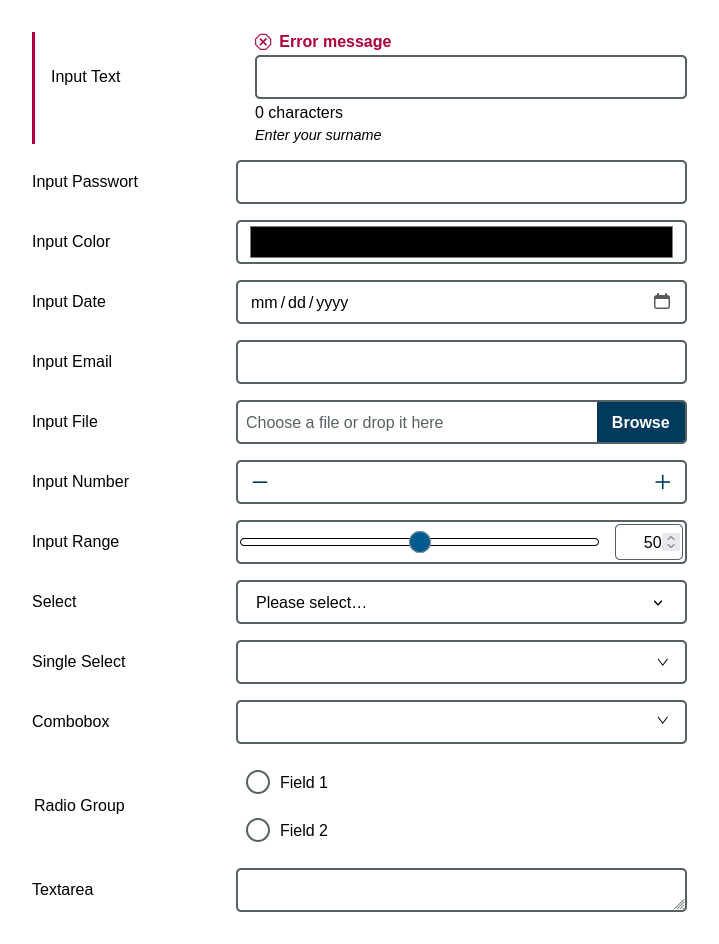 Error message
Input Text
0 characters
Enter your surname
Input Passwort
Input Color
Input Date
mm/dd/yyyy
Input Email
Input File
Choose a file or drop it here
Browse
Input Number
Input Range
50
Select
Please select…
Single Select
Combobox
Radio Group
Field 1
Field 2
Textarea